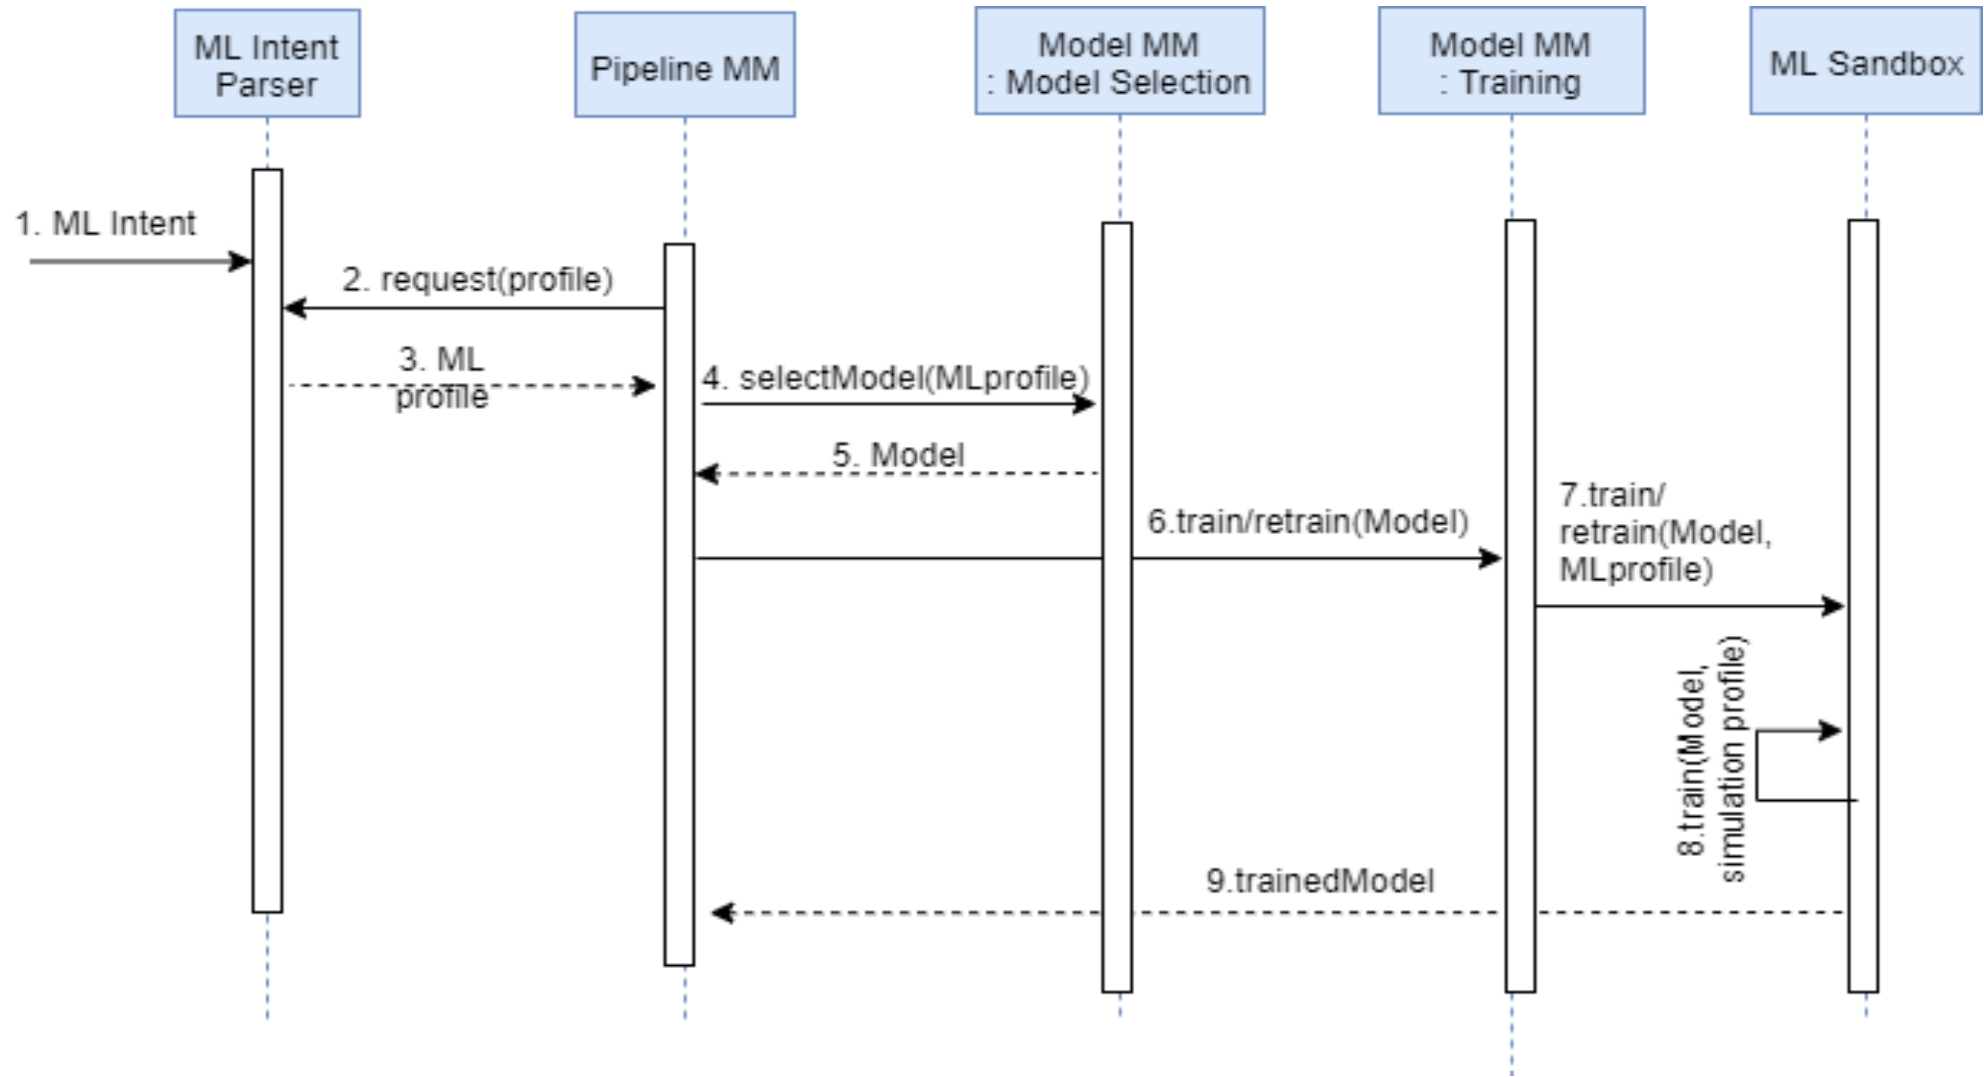 ML Intent
Parser
Pipeline MM
Model MM
: Model Selection
Model MM
: Training
ML Sandbox
1. ML Intent
2. request(profile)
3. ML
profile
4. selectModel(MLprofile)
5. Model
6.train/retrain(Model)
7.train/
retrain(Model,
MLprofile)
8.train(Model,
simulation profile)
9.trainedModel